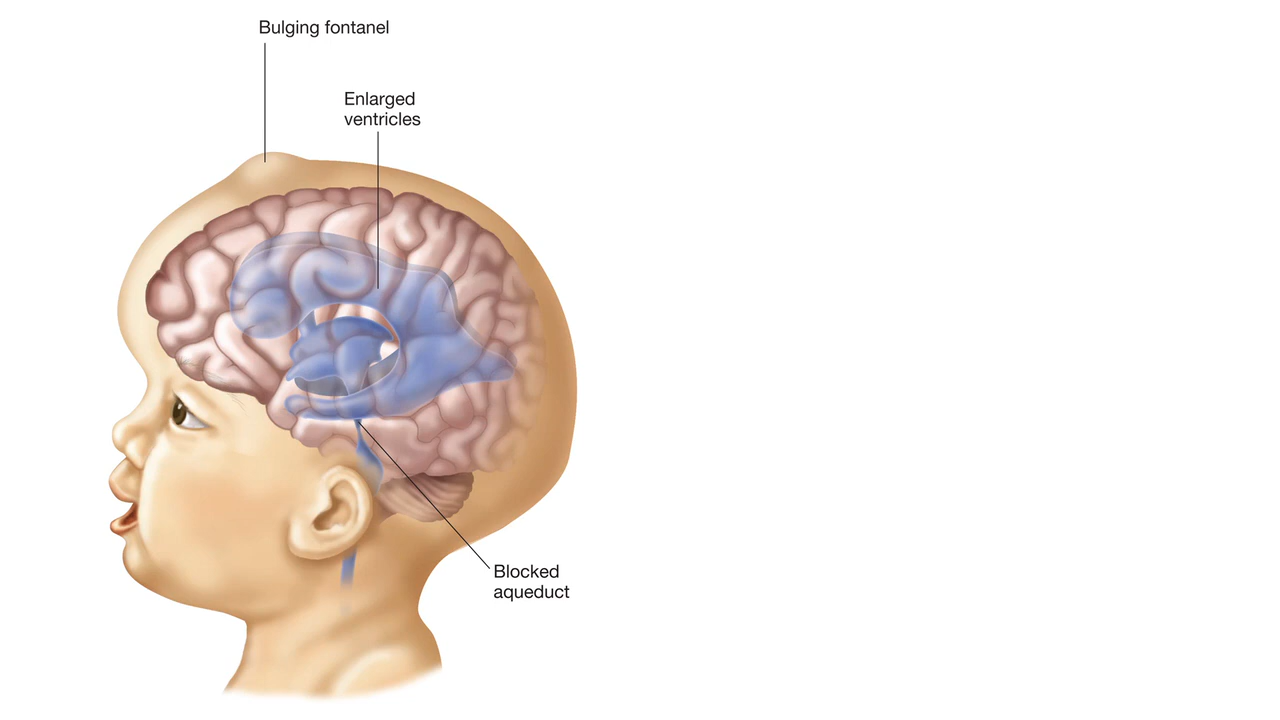 Bulging fontanel
Enlarged
ventricles
Blocked
aqueduct